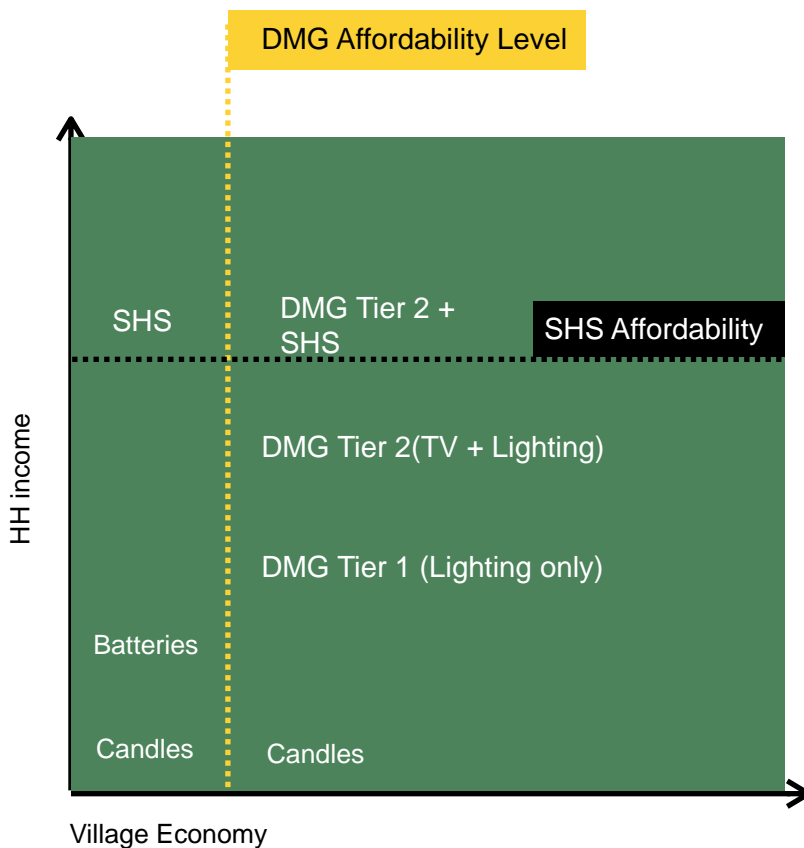 DMG Affordability Level
SHS
DMG Tier 2 +
SHS
SHS Affordability
DMG Tier 2(TV + Lighting)
HH income
DMG Tier 1 (Lighting only)
Batteries
Candles
Candles
Village Economy